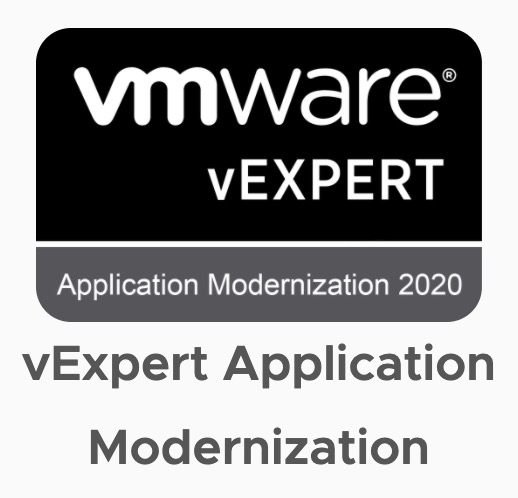 vmware®
vEXPERT
Application Modernization 2020
vExpert Application
Modernization